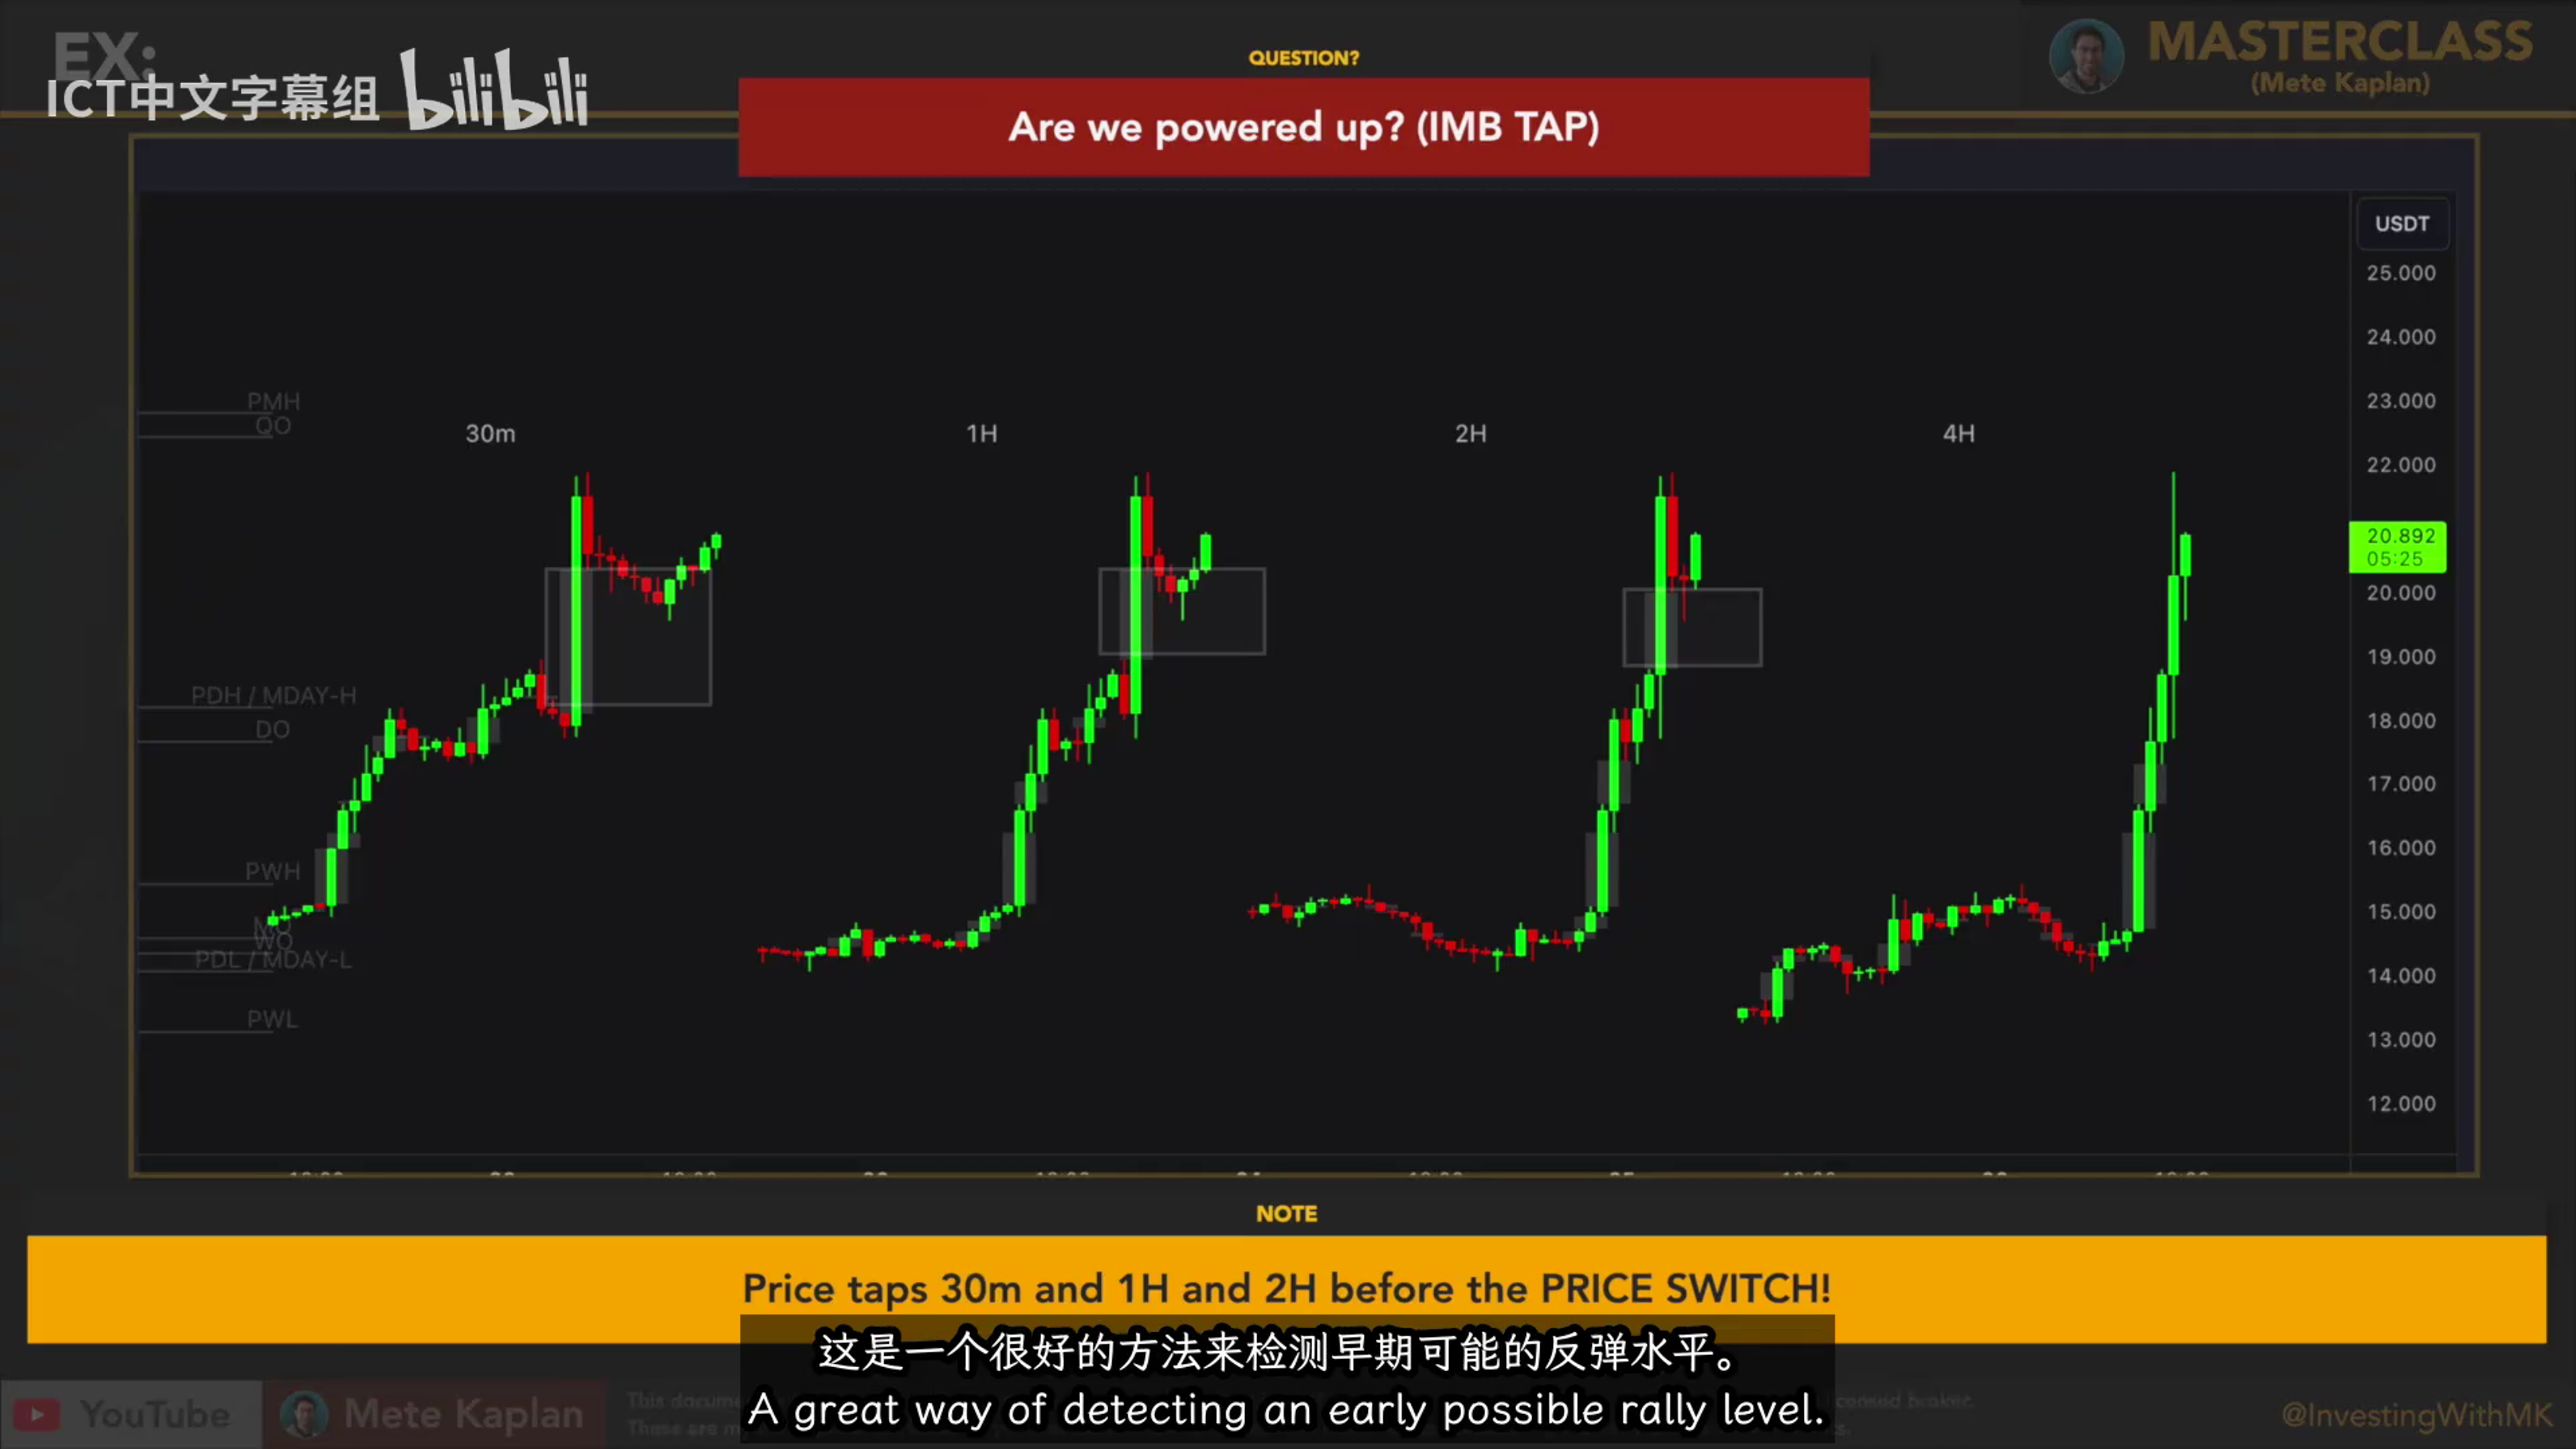 EX:
ICT中文字幕组 bilibili
QUESTION?
Are we powered up? (IMB TAP)
MASTERCLASS
(Mete Kaplan)
USDT
25.000
24.000
23.000
22.000
20.892
05:25
20.000
19.000
18.000
17.000
16.000
15.000
14.000
13.000
12.000
PMH
QO
30m
1H
2H
4H
PDH / MDAY-H
DO
PWH
MO
WO
PDL / MDAY-L
PWL
NOTE
Price taps 30m and 1H and 2H before the PRICE SWITCH!
这是一个很好的方法来检测早期可能的反弹水平。
A great way of detecting an early possible rally level.
YouTube
Mete Kaplan
@InvestingWithMK